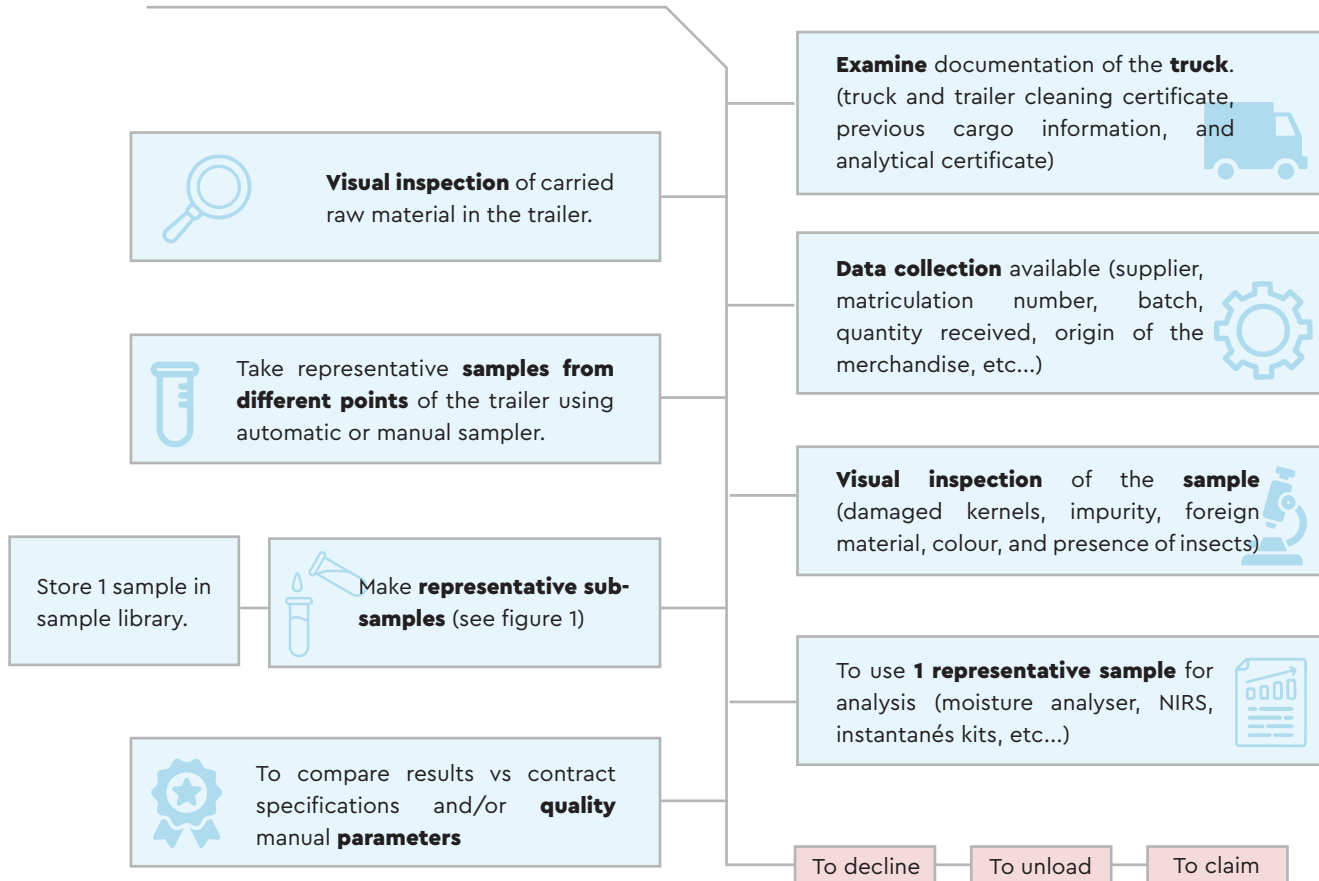 Examine documentation of the truck.
(truck and trailer cleaning certificate,
previous cargo information, and
analytical certificate)
Visual inspection of carried
raw material in the trailer.
Data collection available (supplier,
matriculation number, batch,
quantity received, origin of the
merchandise, etc...)
Take representative samples from
different points of the trailer using
automatic or manual sampler.
Visual inspection of the sample
(damaged kernels, impurity, foreign
material, colour, and presence of insects)
Make representative sub-
samples (see figure 1)
Store 1 sample in
sample library.
To use 1 representative sample for
analysis (moisture analyser, NIRS,
instantanés kits, etc...)
To compare results vs contract
specifications and/or quality
manual parameters
To decline
To unload
To claim